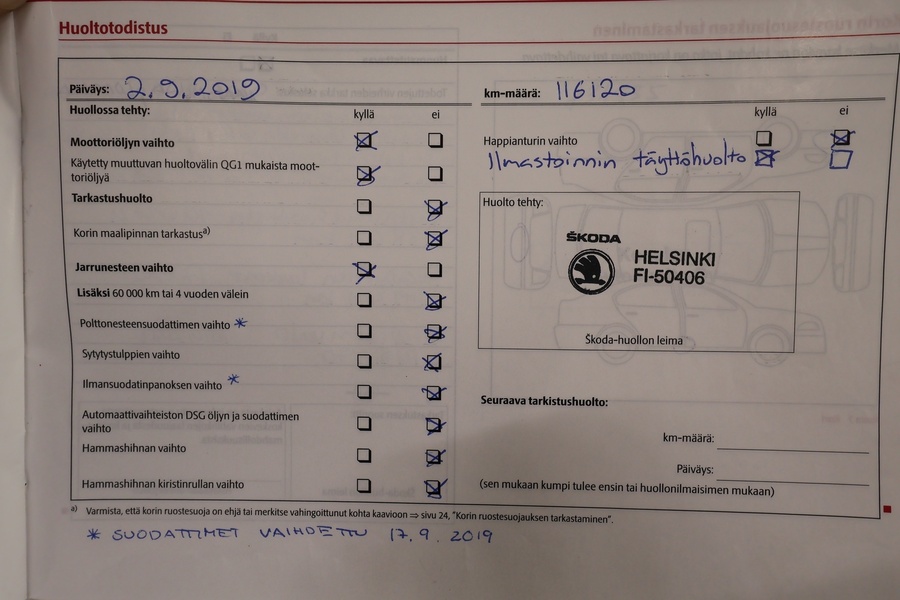 Huoltotodistus
Päiväys: 2.9.2019
Huollossa tehty: kyllä ei
Moottoriöljyn vaihto
Käytetty muuttuvan huoltovälin QG1 mukaista moot-
toriöljyä
Tarkastushuolto
Korin maalipinnan tarkastus a)
Jarrunesteen vaihto
Lisäksi 60 000 km tai 4 vuoden välein
Polttonesteensuodattimen vaihto *
Sytytystulppien vaihto
Ilmansuodatinpanoksen vaihto *
Automaattivaihteiston DSG öljyn ja suodattimen
vaihto
Hammashihnan vaihto
Hammashihnan kiristinrullan vaihto
km-määrä: 116120
kyllä ei
Happianturin vaihto
Ilmastoinnin täyttöhuolto
Huolto tehty:
ŠKODA
HELSINKI
FI-50406
Škoda-huollon leima
Seuraava tarkistushuolto:
km-määrä:
Päiväys:
(sen mukaan kumpi tulee ensin tai huollonilmaisimen mukaan)
a) Varmista, että korin ruostesuoja on ehjä tai merkitse vahingoittunut kohta kaavioon ⇒ sivu 24, "Korin ruostesuojauksen tarkastaminen".
* SUODATTIMET VAIHDETTU 17.9.2019